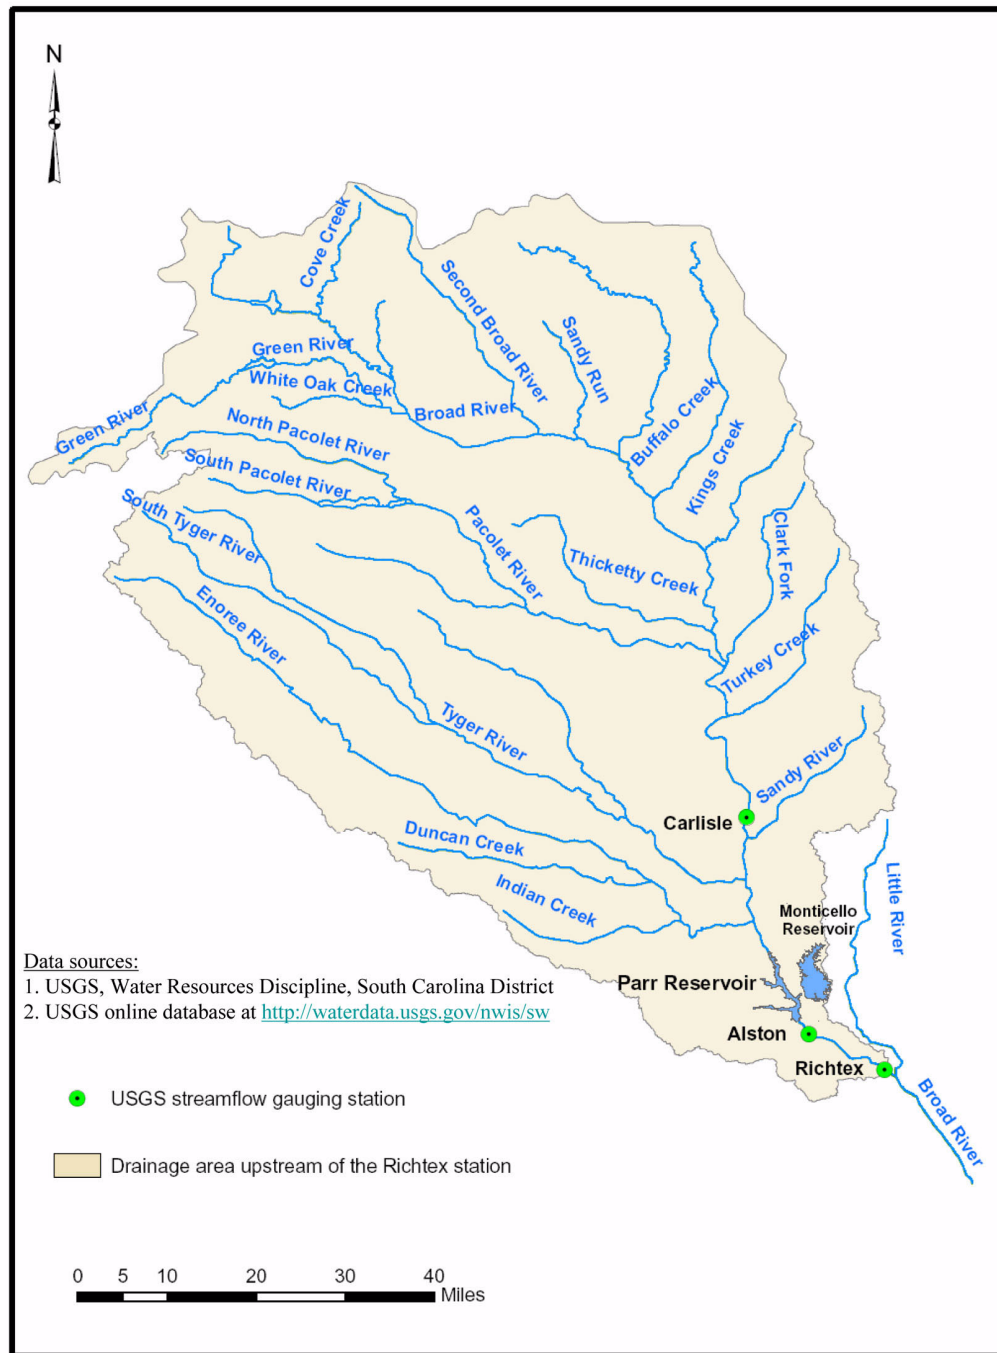 N
Cove Creek
Second Broad River
Sandy Run
Green River
White Oak Creek
Broad River
Buffalo Creek
Green River
North Pacolet River
Kings Creek
South Pacolet River
South Tyger River
Pacolet River
Clark Fork
Thicketty Creek
Enoree River
Turkey Creek
Tyger River
Sandy River
Carlisle
Duncan Creek
Little River
Indian Creek
Monticello
Reservoir
Data sources:
1. USGS, Water Resources Discipline, South Carolina District
2. USGS online database at http://waterdata.usgs.gov/nwis/sw
Parr Reservoir
Alston
Richtex
Broad River
USGS streamflow gauging station
Drainage area upstream of the Richtex station
0 5 10 20 30 40
Miles